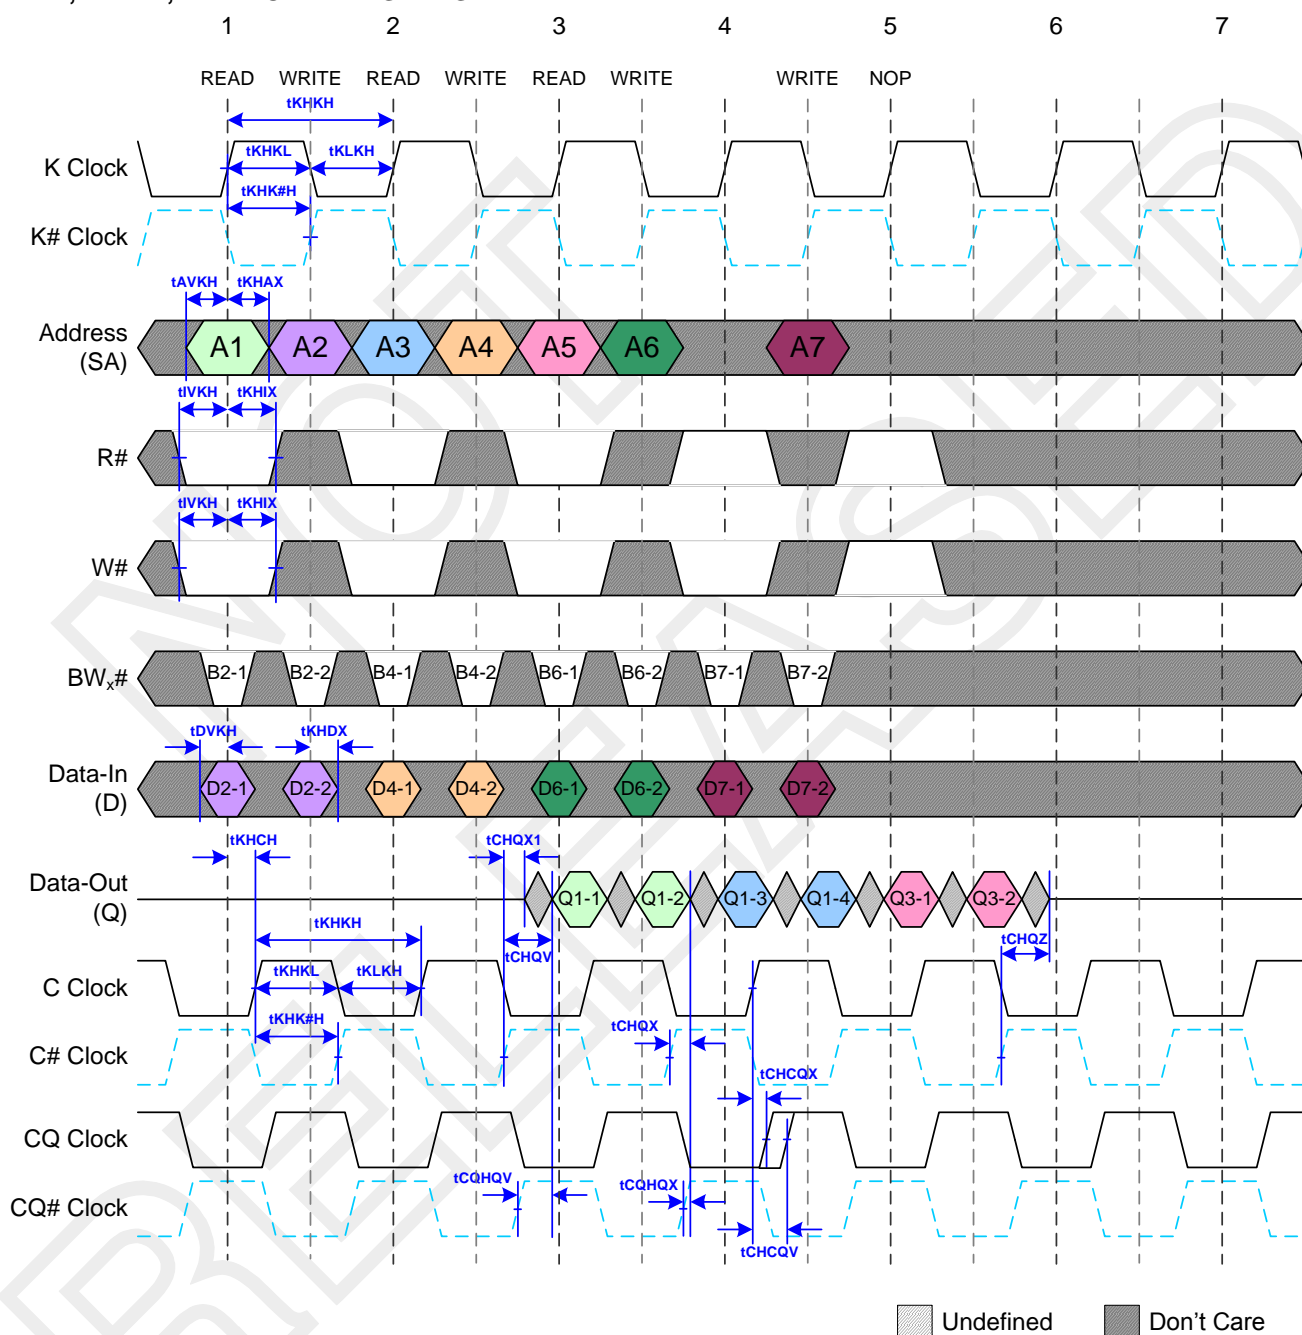 1 2 3 4 5 6 7
READ WRITE READ WRITE READ WRITE WRITE NOP
tKHKH
K Clock tKHKL tKLKH
tKHK#H
K# Clock
tAVKH tKHAX
Address
(SA)
A1 A2 A3 A4 A5 A6 A7
tIVKH tKHIX
R#
tIVKH tKHIX
W#
BWx# B2-1 B2-2 B4-1 B4-2 B6-1 B6-2 B7-1 B7-2
tDVKH tKHDX
Data-In
(D)
D2-1 D2-2 D4-1 D4-2 D6-1 D6-2 D7-1 D7-2
tKHCH tCHQX1
Data-Out
(Q)
Q1-1 Q1-2 Q1-3 Q1-4 Q3-1 Q3-2
tKHKH tCHQV tCHQZ
C Clock tKHKL tKLKH
tKHK#H tCHQX
C# Clock
tCHCQX
CQ Clock
tCQHQV tCQHQX
CQ# Clock
tCHCQV
Undefined Don't Care
NOT
RELEASED